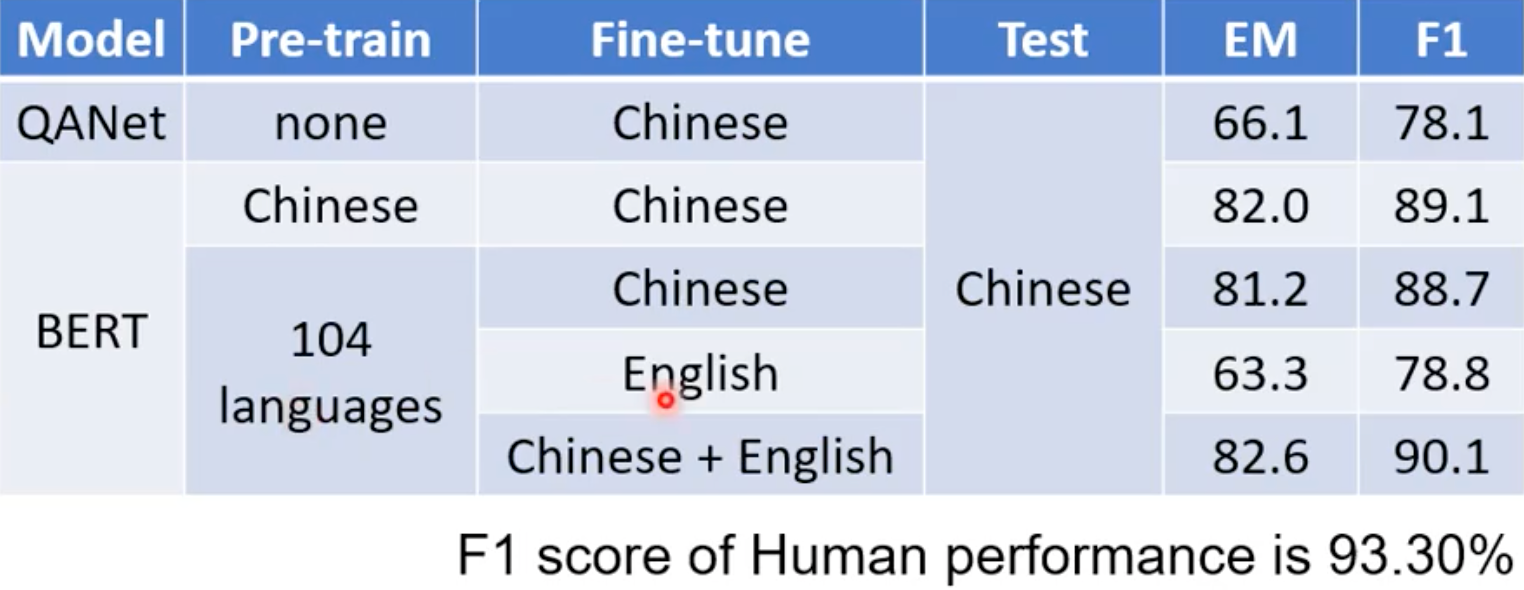 Model Pre-train Fine-tune Test EM F1
QANet none Chinese 66.1 78.1
Chinese Chinese 82.0 89.1
BERT 104 languages Chinese Chinese 81.2 88.7
English 63.3 78.8
Chinese + English 82.6 90.1
F1 score of Human performance is 93.30%